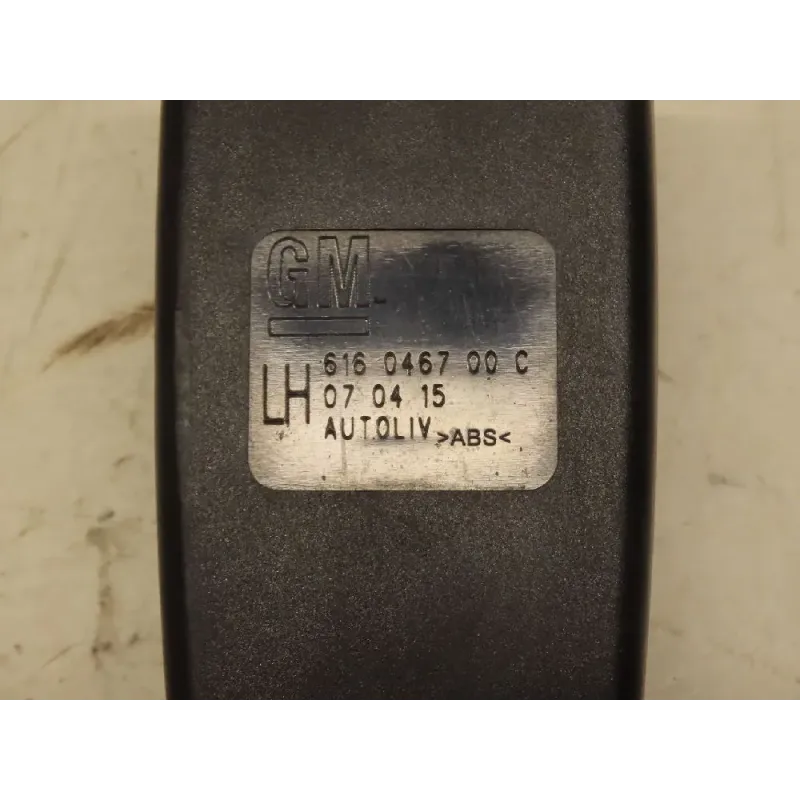 GM
LH
616 0467 00 C
07 04 15
AUTOLIV >ABS<